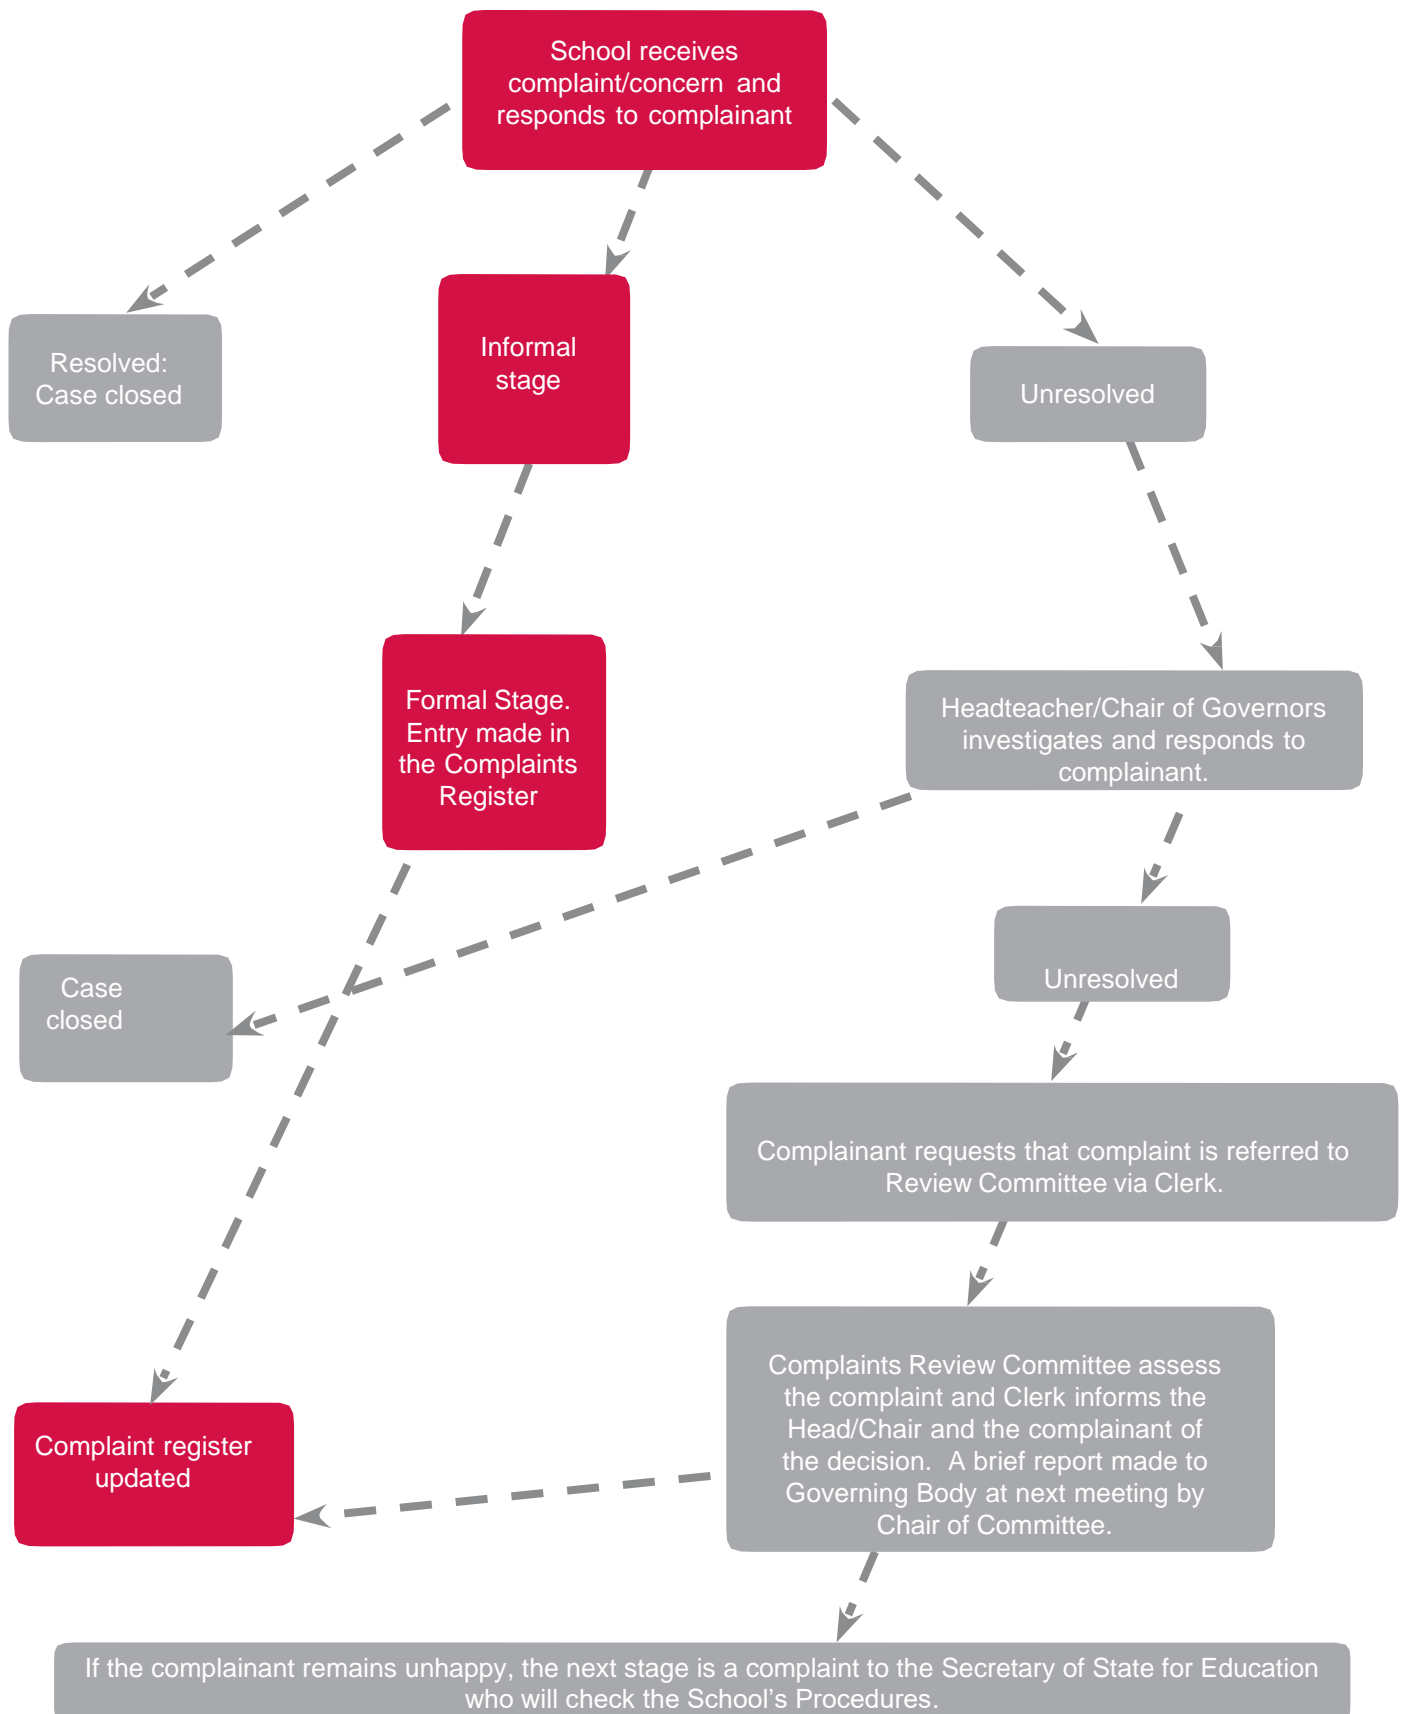 School receives
complaint/concern and
responds to complainant
Resolved:
Case closed
Informal
stage
Unresolved
Formal Stage.
Entry made in
the Complaints
Register
Headteacher/Chair of Governors
investigates and responds to
complainant.
Case
closed
Unresolved
Complainant requests that complaint is referred to
Review Committee via Clerk.
Complaints Review Committee assess
the complaint and Clerk informs the
Head/Chair and the complainant of
the decision.  A brief report made to
Governing Body at next meeting by
Chair of Committee.
Complaint register
updated
If the complainant remains unhappy, the next stage is a complaint to the Secretary of State for Education
who will check the School’s Procedures.